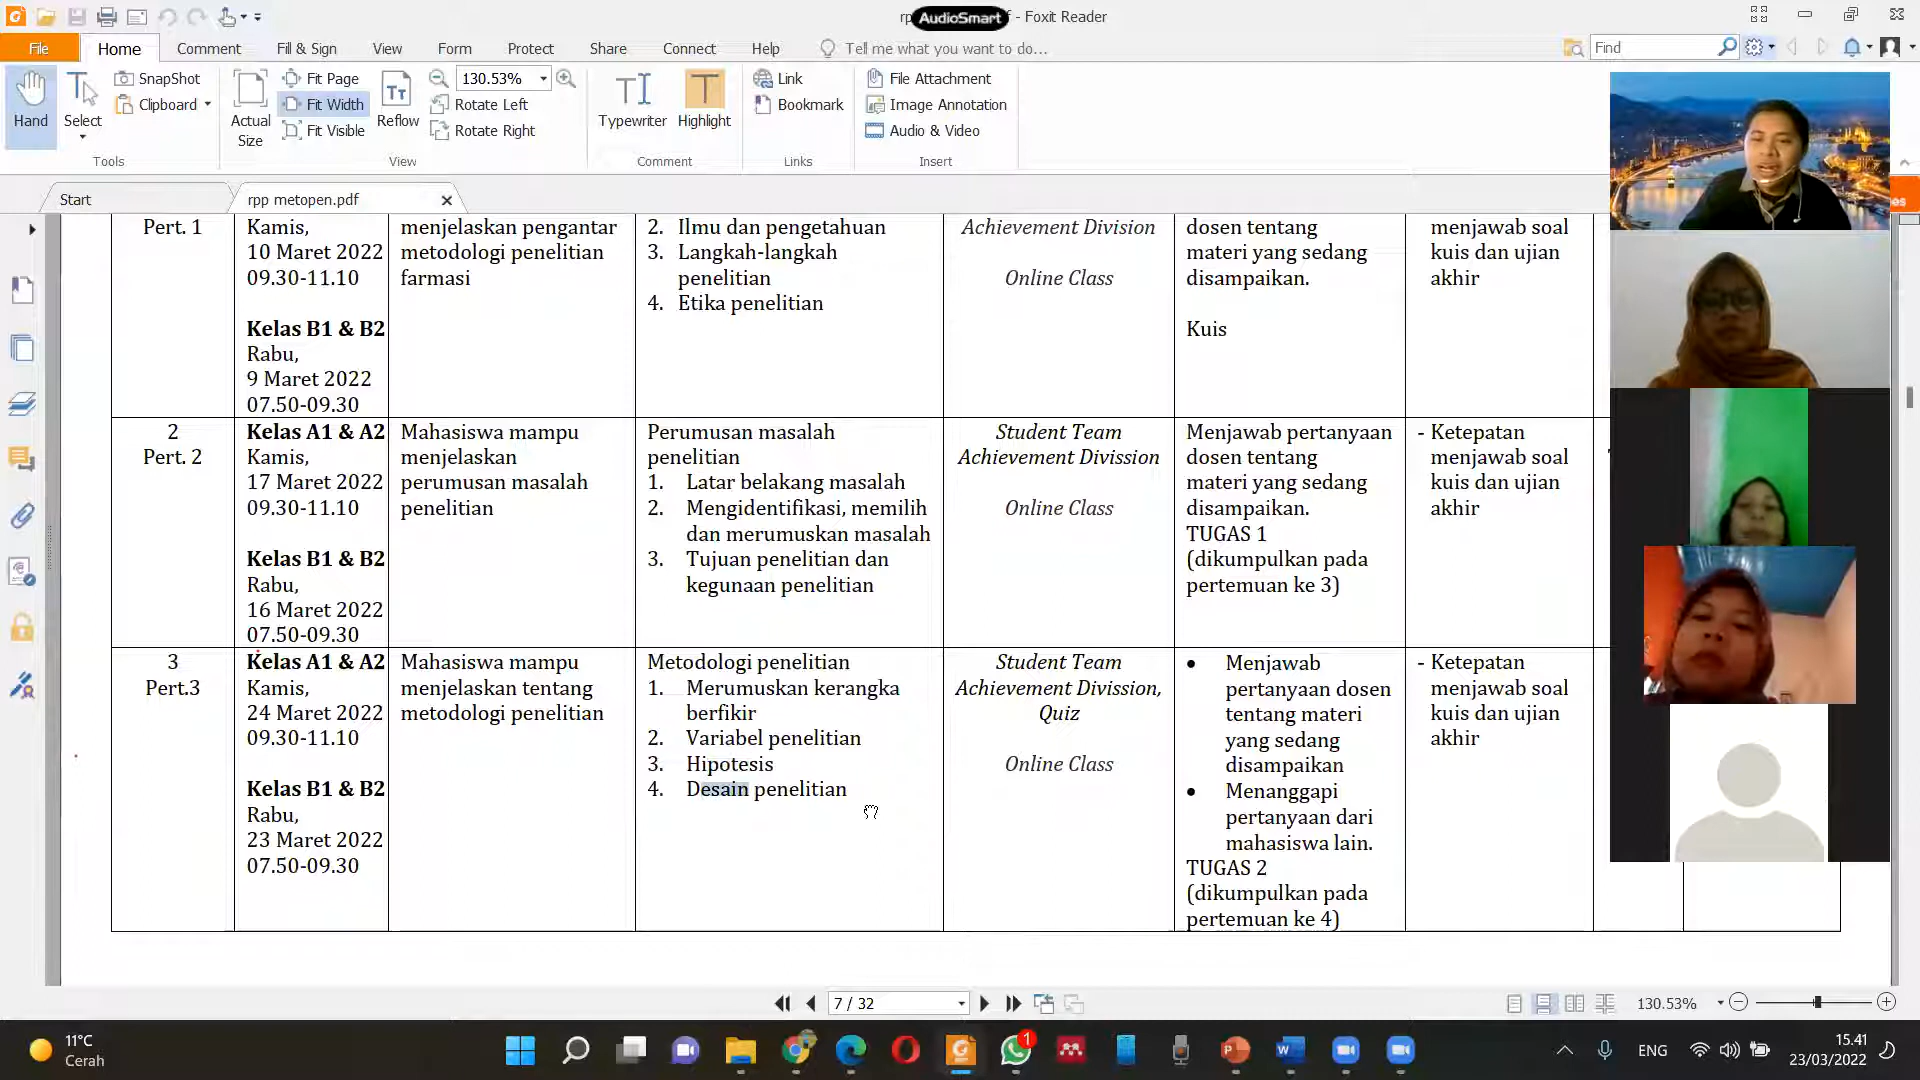 rp
AudioSmart
f - Foxit Reader
File
Home
Comment
Fill & Sign
View
Form
Protect
Share
Connect
Help
Tell me what you want to do...
Find
Hand
Select
SnapShot
Clipboard
Actual
Size
Fit Page
Fit Width
Fit Visible
Reflow
130.53%
Rotate Left
Rotate Right
Typewriter
Highlight
Link
Bookmark
File Attachment
Image Annotation
Audio & Video
Tools
View
Comment
Links
Insert
Start
rpp metopen.pdf
es
Pert. 1
Kamis,
10 Maret 2022
09.30-11.10
Kelas B1 & B2
Rabu,
9 Maret 2022
07.50-09.30
menjelaskan pengantar
metodologi penelitian
farmasi
2. Ilmu dan pengetahuan
3. Langkah-langkah
penelitian
4. Etika penelitian
Achievement Division
Online Class
dosen tentang
materi yang sedang
disampaikan.
Kuis
menjawab soal
kuis dan ujian
akhir
2
Pert. 2
Kelas A1 & A2
Kamis,
17 Maret 2022
09.30-11.10
Kelas B1 & B2
Rabu,
16 Maret 2022
07.50-09.30
Mahasiswa mampu
menjelaskan
perumusan masalah
penelitian
Perumusan masalah
penelitian
1. Latar belakang masalah
2. Mengidentifikasi, memilih
dan merumuskan masalah
3. Tujuan penelitian dan
kegunaan penelitian
Student Team
Achievement Divission
Online Class
Menjawab pertanyaan
dosen tentang
materi yang sedang
disampaikan.
TUGAS 1
(dikumpulkan pada
pertemuan ke 3)
- Ketepatan
menjawab soal
kuis dan ujian
akhir
3
Pert.3
Kelas A1 & A2
Kamis,
24 Maret 2022
09.30-11.10
Kelas B1 & B2
Rabu,
23 Maret 2022
07.50-09.30
Mahasiswa mampu
menjelaskan tentang
metodologi penelitian
Metodologi penelitian
1. Merumuskan kerangka
berfikir
2. Variabel penelitian
3. Hipotesis
4. Desain penelitian
Student Team
Achievement Divission,
Quiz
Online Class
• Menjawab
pertanyaan dosen
tentang materi
yang sedang
disampaikan
• Menanggapi
pertanyaan dari
mahasiswa lain.
TUGAS 2
(dikumpulkan pada
pertemuan ke 4)
- Ketepatan
menjawab soal
kuis dan ujian
akhir
7 / 32
130.53%
11°C
Cerah
1
ENG
15.41
23/03/2022